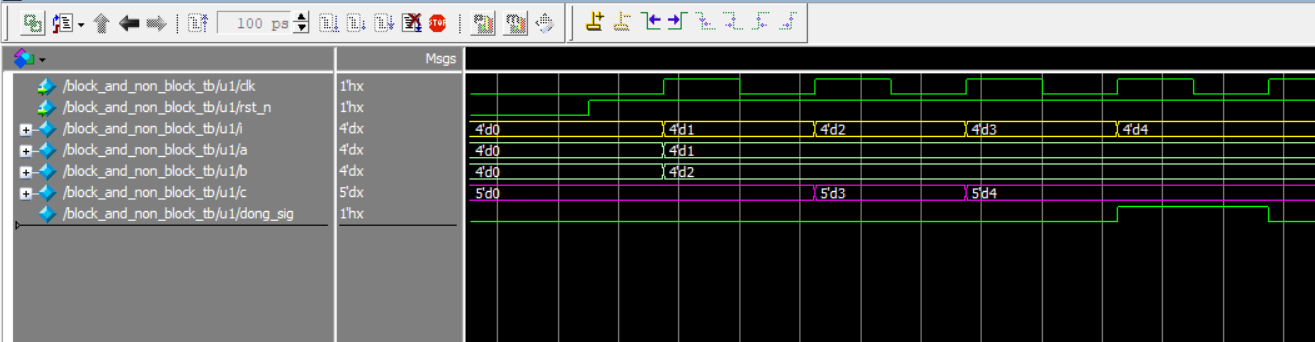 100 ps
STOP
Msgs
/block_and_non_block_tb/u1/clk 1'hx
/block_and_non_block_tb/u1/rst_n 1'hx
/block_and_non_block_tb/u1/i 4'dx 4'd0 4'd1 4'd2 4'd3 4'd4
/block_and_non_block_tb/u1/a 4'dx 4'd0 4'd1
/block_and_non_block_tb/u1/b 4'dx 4'd0 4'd2
/block_and_non_block_tb/u1/c 5'dx 5'd0 5'd3 5'd4
/block_and_non_block_tb/u1/dong_sig 1'hx